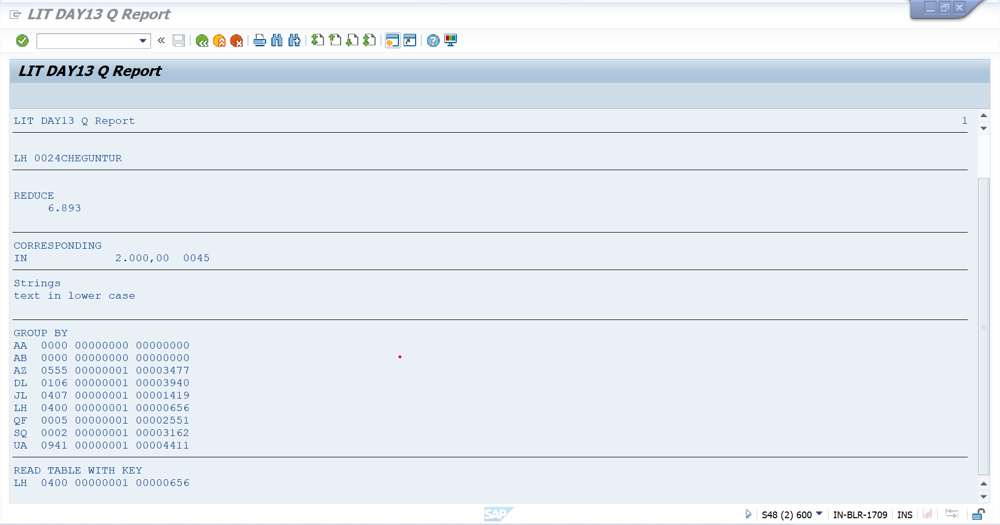 LIT DAY13 Q Report
LIT DAY13 Q Report
LIT DAY13 Q Report 1
LH 0024CHEGUNTUR
REDUCE
6.893
CORRESPONDING
IN 2.000,00 0045
Strings
text in lower case
GROUP BY
AA 0000 00000000 00000000
AB 0000 00000000 00000000
AZ 0555 00000001 00003477
DL 0106 00000001 00003940
JL 0407 00000001 00001419
LH 0400 00000001 00000656
QF 0005 00000001 00002551
SQ 0002 00000001 00003162
UA 0941 00000001 00004411
READ TABLE WITH KEY
LH 0400 00000001 00000656
SAP S48 (2) 600 IN-BLR-1709 INS